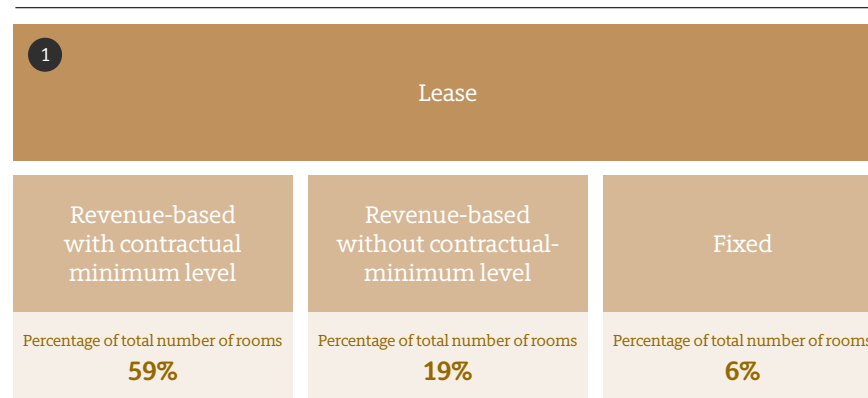 1
Lease
Revenue-based
with contractual
minimum level
Revenue-based
without contractual-
minimum level
Fixed
Percentage of total number of rooms
59%
Percentage of total number of rooms
19%
Percentage of total number of rooms
6%